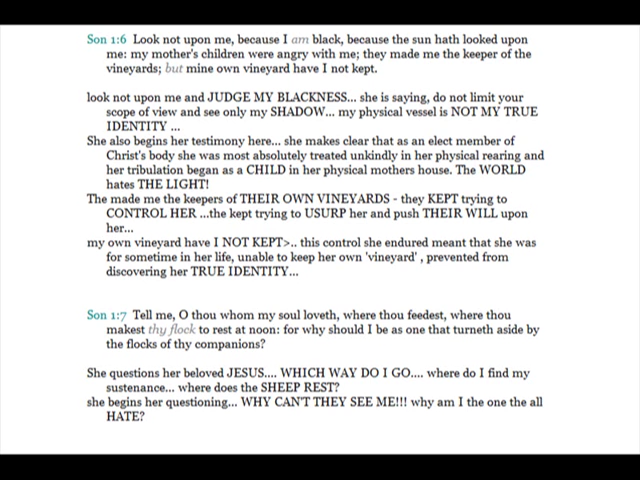 Son 1:6 Look not upon me, because I am black, because the sun hath looked upon
me: my mother's children were angry with me; they made me the keeper of the
vineyards; but mine own vineyard have I not kept.
look not upon me and JUDGE MY BLACKNESS... she is saying, do not limit your
scope of view and see only my SHADOW... my physical vessel is NOT MY TRUE
IDENTITY ...
She also begins her testimony here... she makes clear that as an elect member of
Christ's body she was most absolutely treated unkindly in her physical rearing and
her tribulation began as a CHILD in her physical mothers house. The WORLD
hates THE LIGHT!
The made me the keepers of THEIR OWN VINEYARDS - they KEPT trying to
CONTROL HER ...the kept trying to USURP her and push THEIR WILL upon
her...
my own vineyard have I NOT KEPT>.. this control she endured meant that she was
for sometime in her life, unable to keep her own 'vineyard' , prevented from
discovering her TRUE IDENTITY...
Son 1:7 Tell me, O thou whom my soul loveth, where thou feedest, where thou
makest thy flock to rest at noon: for why should I be as one that turneth aside by
the flocks of thy companions?
She questions her beloved JESUS.... WHICH WAY DO I GO.... where do I find my
sustenance... where does the SHEEP REST?
she begins her questioning... WHY CAN'T THEY SEE ME!!! why am I the one the all
HATE?